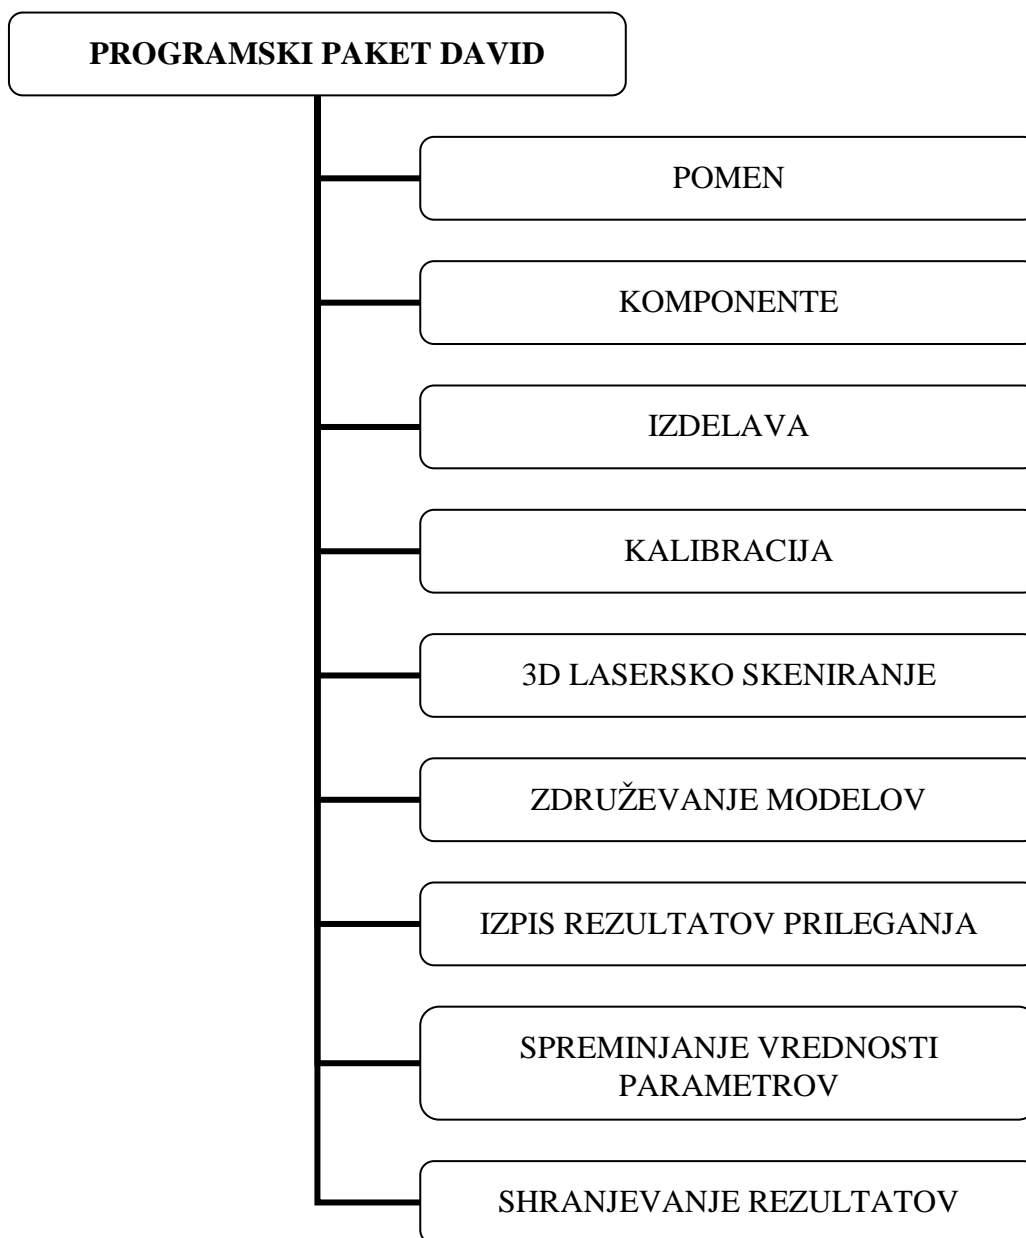 PROGRAMSKI PAKET DAVID
POMEN
KOMPONENTE
IZDELAVA
KALIBRACIJA
3D LASERSKO SKENIRANJE
ZDRUŽEVANJE MODELOV
IZPIS REZULTATOV PRILEGANJA
SPREMINJANJE VREDNOSTI
PARAMETROV
SHRANJEVANJE REZULTATOV